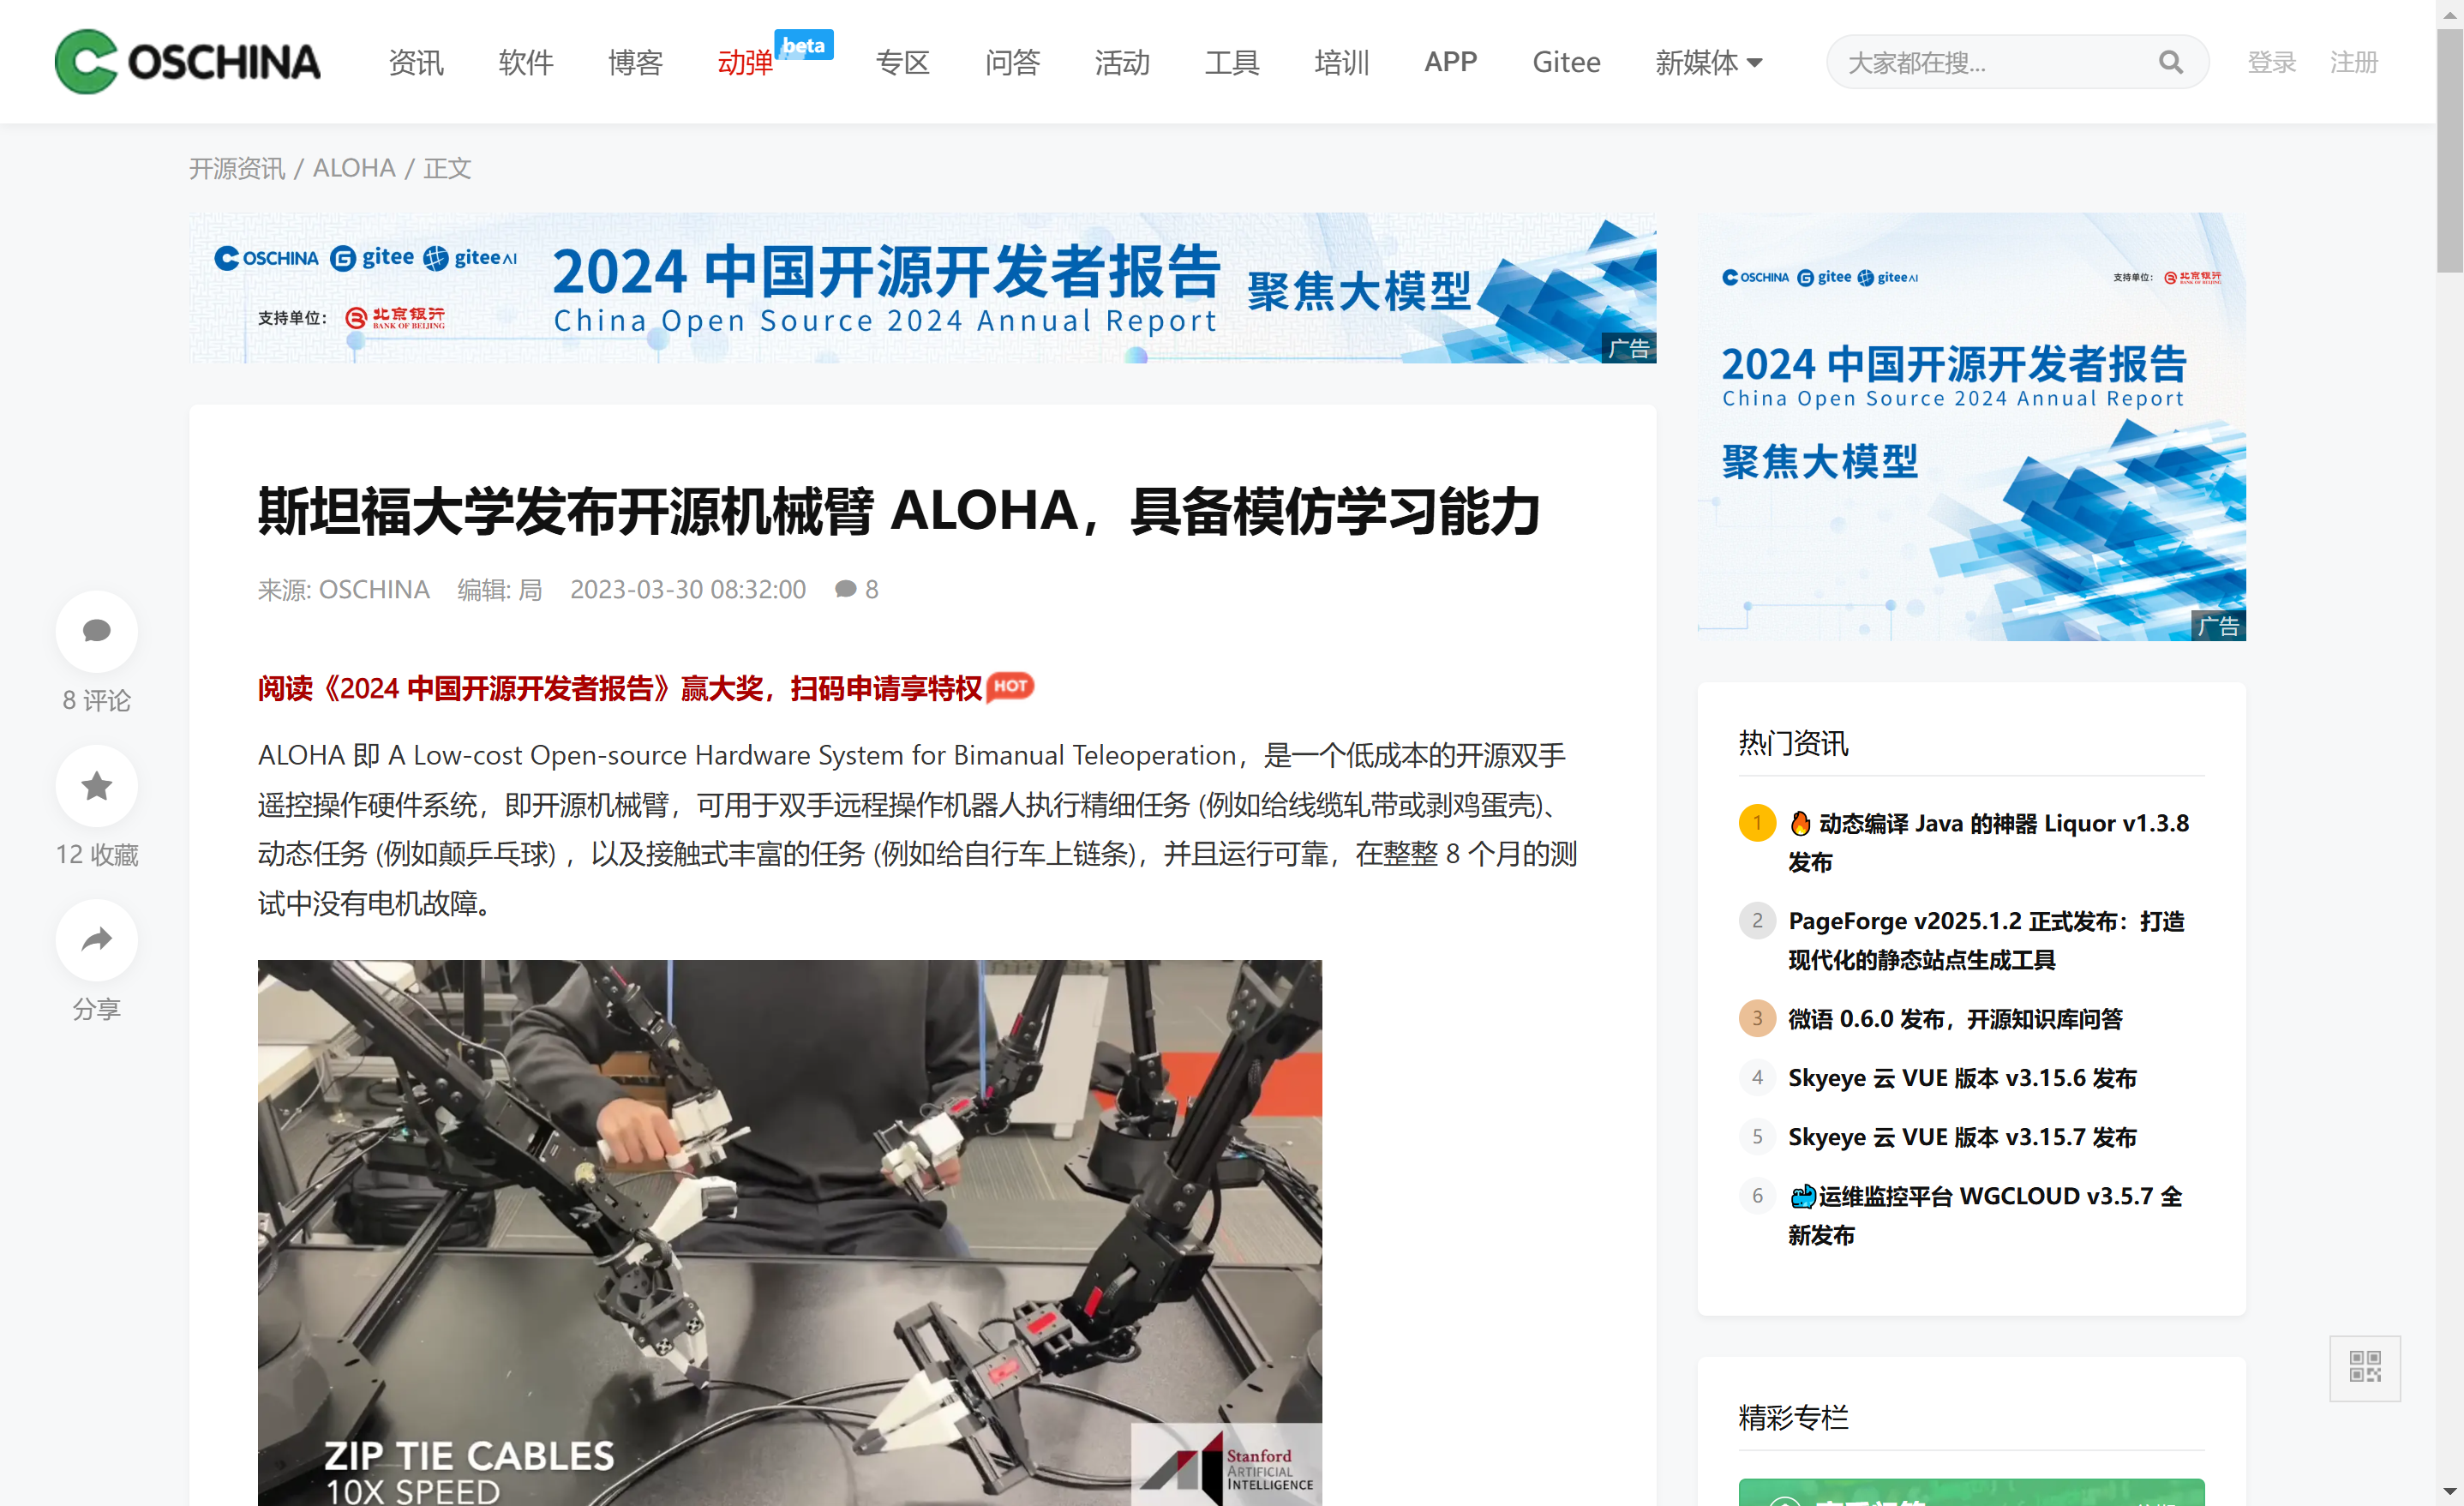 OSCHINA 资讯 软件 博客 动弹 beta 专区 问答 活动 工具 培训 APP Gitee 新媒体 大家都在搜... 登录 注册
开源资讯 / ALOHA / 正文
OSCHINA gitee gitee AI
支持单位：北京银行 BANK OF BEIJING
2024 中国开源开发者报告 聚焦大模型
China Open Source 2024 Annual Report
广告
OSCHINA gitee gitee AI 支持单位：北京银行 BANK OF BEIJING
2024 中国开源开发者报告
China Open Source 2024 Annual Report
聚焦大模型
广告
斯坦福大学发布开源机械臂 ALOHA，具备模仿学习能力
来源: OSCHINA 编辑: 局 2023-03-30 08:32:00 8
8 评论
12 收藏
分享
阅读《2024 中国开源开发者报告》赢大奖，扫码申请享特权 HOT
ALOHA 即 A Low-cost Open-source Hardware System for Bimanual Teleoperation，是一个低成本的开源双手
遥控操作硬件系统，即开源机械臂，可用于双手远程操作机器人执行精细任务 (例如给线缆轧带或剥鸡蛋壳)、
动态任务 (例如颠乒乓球) ，以及接触式丰富的任务 (例如给自行车上链条)，并且运行可靠，在整整 8 个月的测
试中没有电机故障。
ZIP TIE CABLES
10X SPEED
Stanford
ARTIFICIAL
INTELLIGENCE
热门资讯
1 动态编译 Java 的神器 Liquor v1.3.8
发布
2 PageForge v2025.1.2 正式发布：打造
现代化的静态站点生成工具
3 微语 0.6.0 发布，开源知识库问答
4 Skyeye 云 VUE 版本 v3.15.6 发布
5 Skyeye 云 VUE 版本 v3.15.7 发布
6 运维监控平台 WGCLOUD v3.5.7 全
新发布
精彩专栏